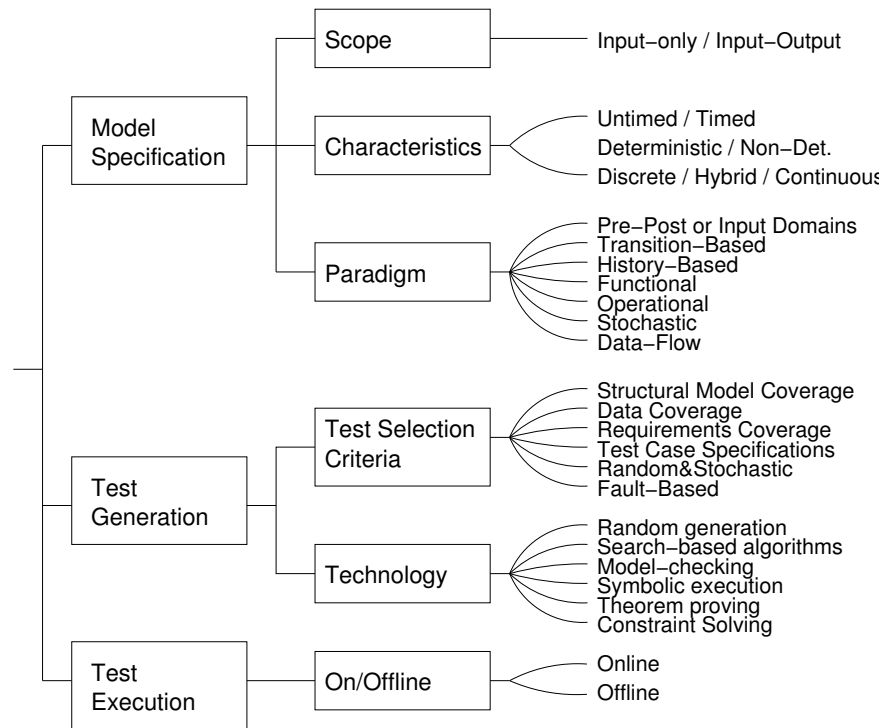 Scope
Input-only / Input-Output
Model
Specification
Characteristics
Untimed / Timed
Deterministic / Non-Det.
Discrete / Hybrid / Continuous
Paradigm
Pre-Post or Input Domains
Transition-Based
History-Based
Functional
Operational
Stochastic
Data-Flow
Test
Generation
Test Selection
Criteria
Structural Model Coverage
Data Coverage
Requirements Coverage
Test Case Specifications
Random&Stochastic
Fault-Based
Technology
Random generation
Search-based algorithms
Model-checking
Symbolic execution
Theorem proving
Constraint Solving
Test
Execution
On/Offline
Online
Offline